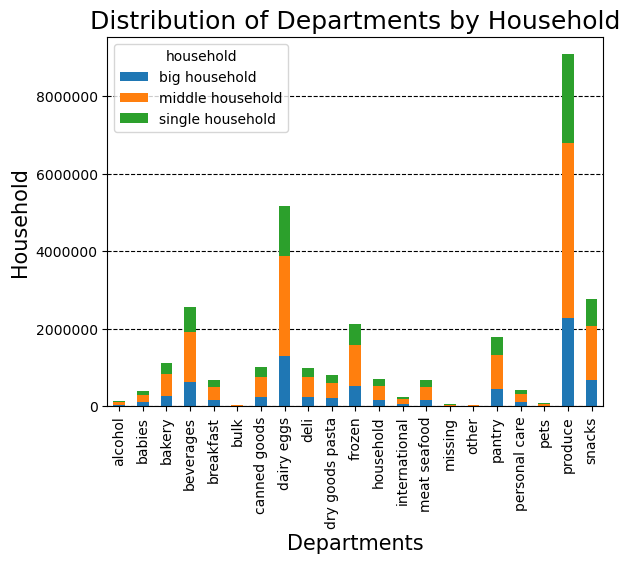 Distribution of Departments by Household
household
big household
middle household
single household
Household
8000000
6000000
4000000
2000000
0
alcohol
babies
bakery
beverages
breakfast
bulk
canned goods
dairy eggs
deli
dry goods pasta
frozen
household
international
meat seafood
missing
other
pantry
personal care
pets
produce
snacks
Departments